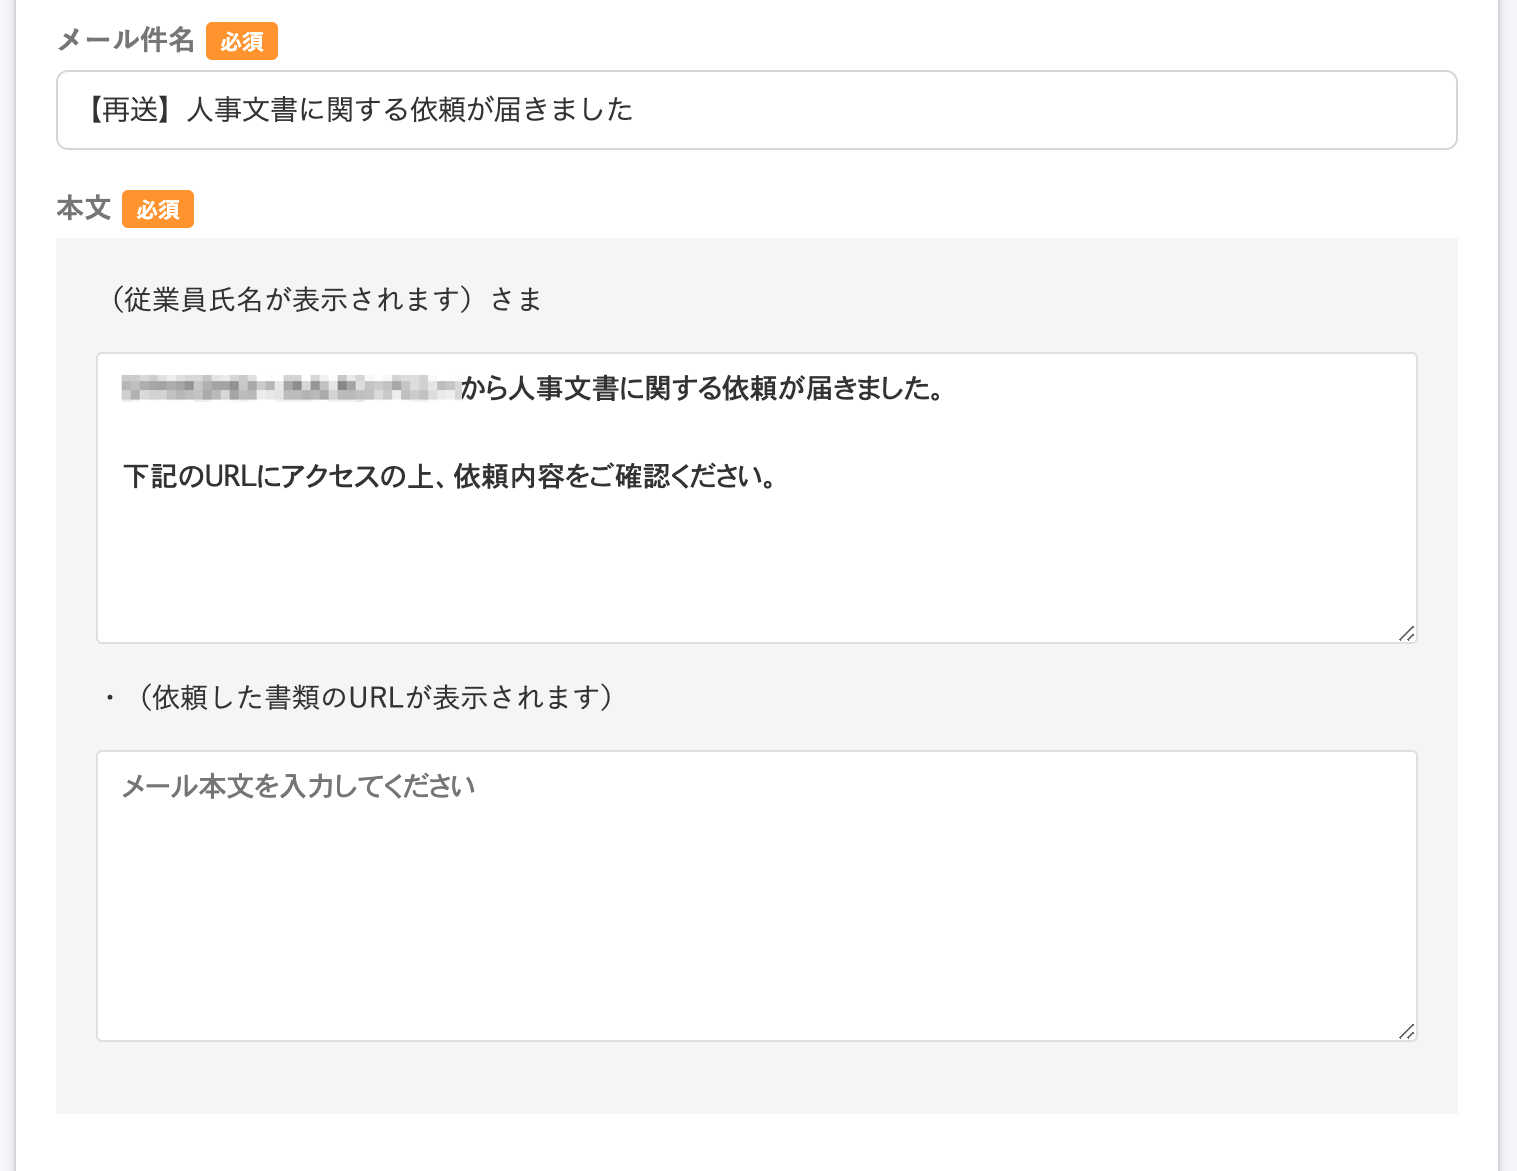 メール件名 必須
【再送】人事文書に関する依頼が届きました
本文 必須
（従業員氏名が表示されます）さま
から人事文書に関する依頼が届きました。
下記のURLにアクセスの上、依頼内容をご確認ください。
・（依頼した書類のURLが表示されます）
メール本文を入力してください